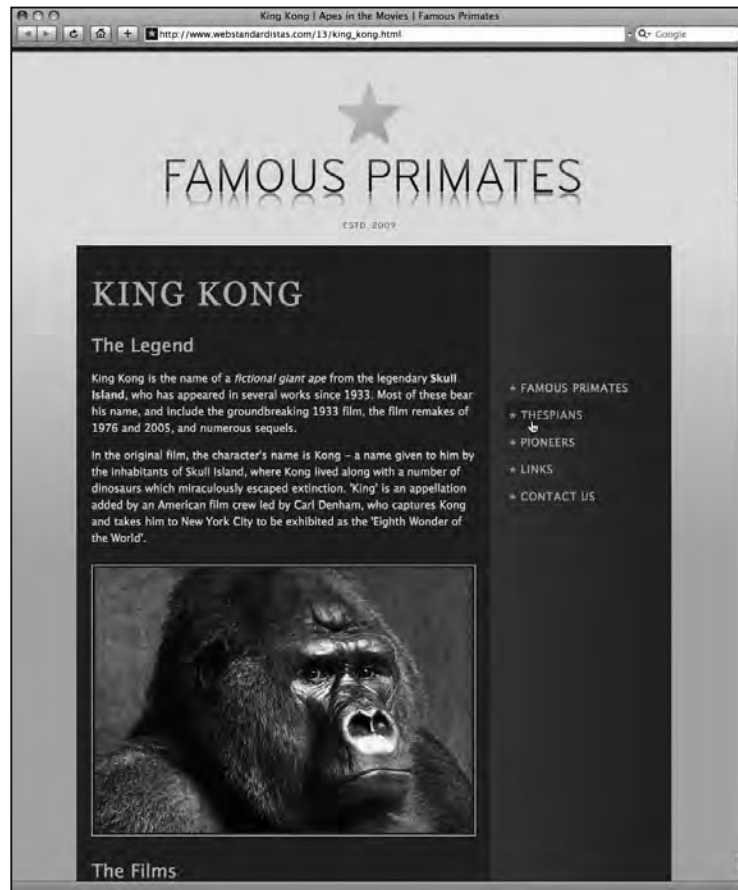 King Kong | Apes in the Movies | Famous Primates
http://www.webstandardistas.com/13/king_kong.html
Google
FAMOUS PRIMATES
ESTD. 2009
KING KONG
The Legend
King Kong is the name of a fictional giant ape from the legendary Skull
Island, who has appeared in several works since 1933. Most of these bear
his name, and include the groundbreaking 1933 film, the film remakes of
1976 and 2005, and numerous sequels.
In the original film, the character's name is Kong – a name given to him by
the inhabitants of Skull Island, where Kong lived along with a number of
dinosaurs which miraculously escaped extinction. 'King' is an appellation
added by an American film crew led by Carl Denham, who captures Kong
and takes him to New York City to be exhibited as the 'Eighth Wonder of
the World'.
The Films
★ FAMOUS PRIMATES
★ THESPIANS
★ PIONEERS
★ LINKS
★ CONTACT US